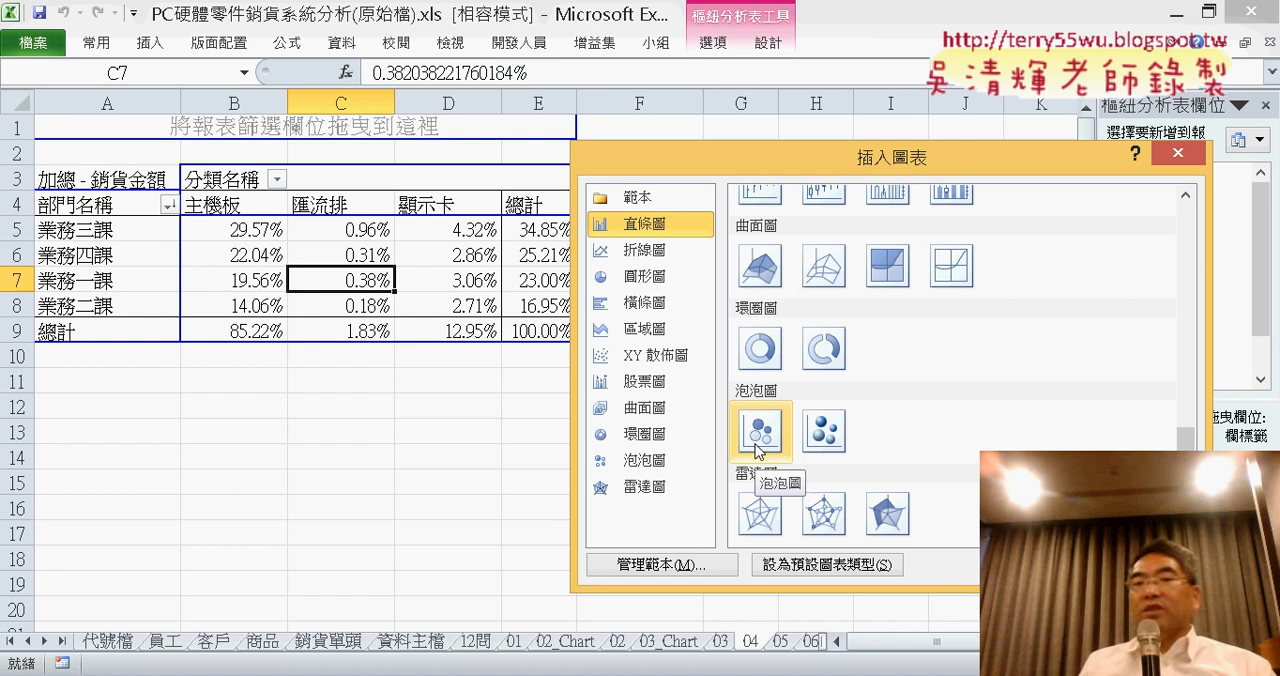 PC硬體零件銷貨系統分析(原始檔).xls [相容模式] - Microsoft Ex...
樞紐分析表工具
檔案 常用 插入 版面配置 公式 資料 校閱 檢視 開發人員 增益集 小組 選項 設計
http://terry55wu.blogspot.tw
吳清輝老師錄製
C7 fx 0.382038221760184%
A B C D E F G H I J K
樞紐分析表欄位
選擇要新增到報
1 將報表篩選欄位拖曳到這裡
2
3 加總 - 銷貨金額 分類名稱
4 部門名稱 主機板 匯流排 顯示卡 總計
5 業務三課 29.57% 0.96% 4.32% 34.85%
6 業務四課 22.04% 0.31% 2.86% 25.21%
7 業務一課 19.56% 0.38% 3.06% 23.00%
8 業務二課 14.06% 0.18% 2.71% 16.95%
9 總計 85.22% 1.83% 12.95% 100.00%
10
11
12
13
14
15
16
17
18
19
20
插入圖表
?
範本
直條圖
折線圖
圓形圖
橫條圖
區域圖
XY 散佈圖
股票圖
曲面圖
環圈圖
泡泡圖
雷達圖
曲面圖
環圈圖
泡泡圖
泡泡圖
管理範本(M)...
設為預設圖表類型(S)
拖曳欄位:
欄標籤
代號檔 員工 客戶 商品 銷貨單頭 資料主檔 12問 01 02_Chart 02 03_Chart 03 04 05 06
就緒